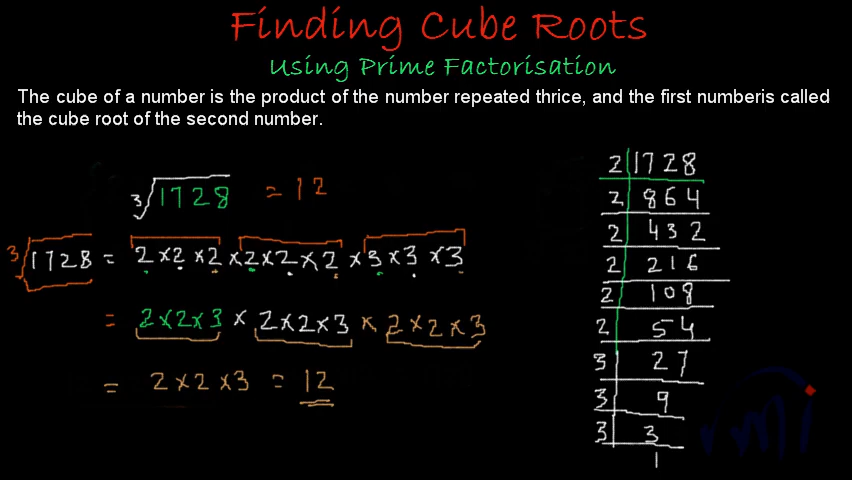 Finding Cube Roots
Using Prime Factorisation
The cube of a number is the product of the number repeated thrice, and the first numberis called
the cube root of the second number.
∛1728 = 12
∛1728 = 2 × 2 × 2 × 2 × 2 × 2 × 3 × 3 × 3
= 2 × 2 × 3 × 2 × 2 × 3 × 2 × 2 × 3
= 2 × 2 × 3 = 12
2 | 1728
2 | 864
2 | 432
2 | 216
2 | 108
2 | 54
3 | 27
3 | 9
3 | 3
1